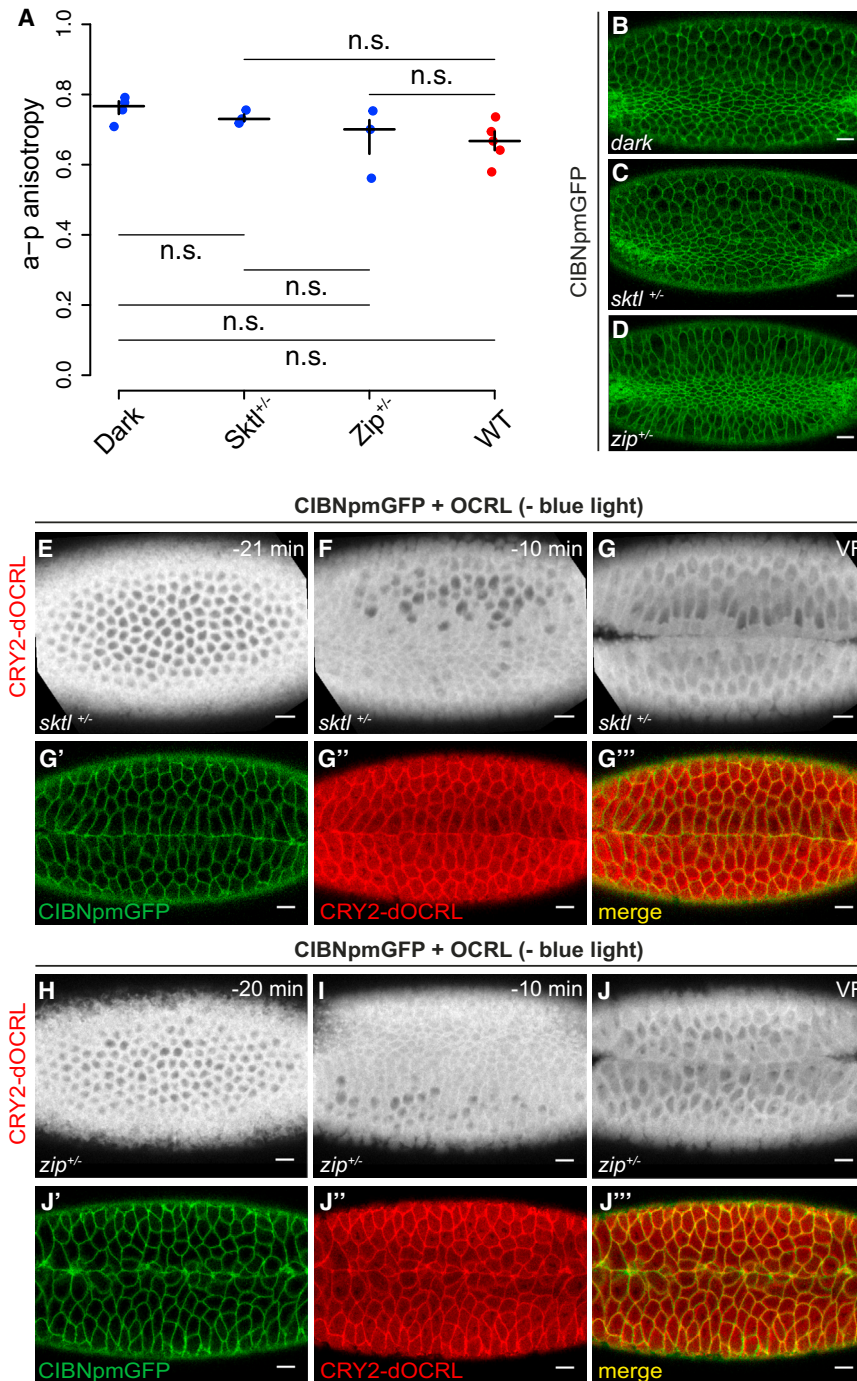 A
1.0
0.8
0.6
0.4
0.2
0.0
a–p anisotropy
n.s.
n.s.
n.s.
n.s.
n.s.
n.s.
Dark
Sktl+/-
Zip+/-
WT
CIBNpmGFP
B
dark
C
sktl +/-
D
zip+/-
CIBNpmGFP + OCRL (- blue light)
CRY2-dOCRL
E
-21 min
sktl +/-
F
-10 min
sktl +/-
G
VF
sktl +/-
G'
CIBNpmGFP
G''
CRY2-dOCRL
G'''
merge
CIBNpmGFP + OCRL (- blue light)
CRY2-dOCRL
H
-20 min
zip+/-
I
-10 min
zip+/-
J
VF
zip+/-
J'
CIBNpmGFP
J''
CRY2-dOCRL
J'''
merge